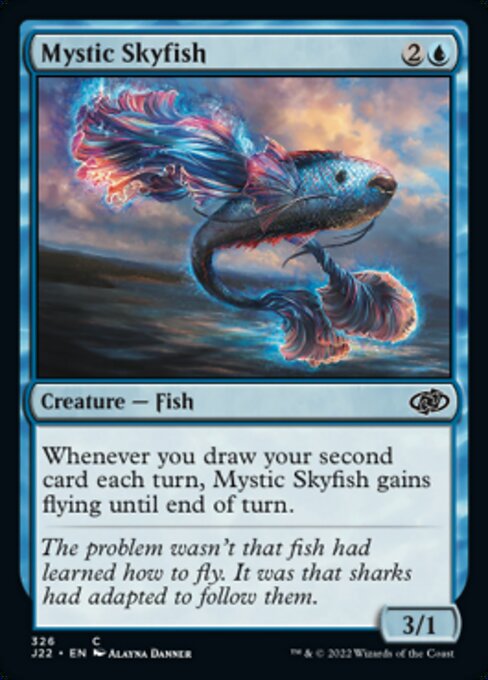 Mystic Skyfish 2
Creature — Fish
Whenever you draw your second
card each turn, Mystic Skyfish gains
flying until end of turn.
The problem wasn't that fish had
learned how to fly. It was that sharks
had adapted to follow them.
3/1
326 C
J22 • EN Alayna Danner
™ & © 2022 Wizards of the Coast